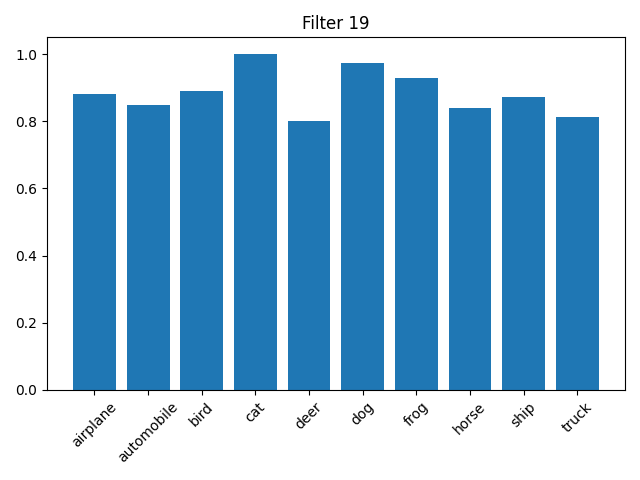 Filter 19
1.0
0.8
0.6
0.4
0.2
0.0
airplane
automobile
bird
cat
deer
dog
frog
horse
ship
truck